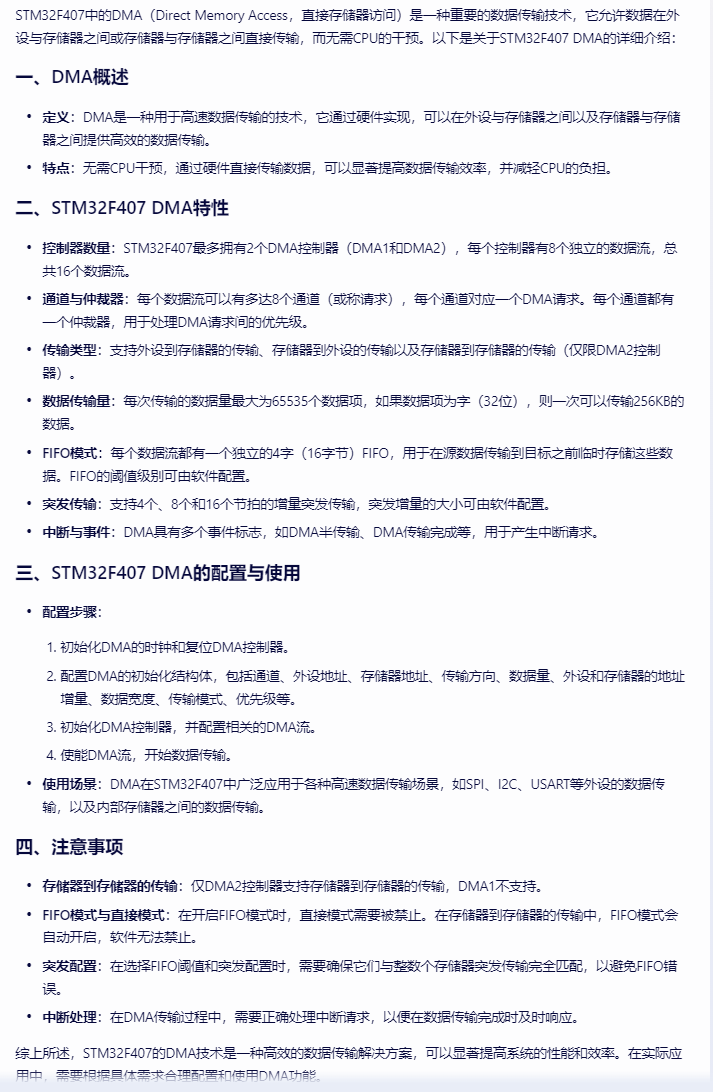 STM32F407中的DMA（Direct Memory Access，直接存储器访问）是一种重要的数据传输技术，它允许数据在外
设与存储器之间或存储器与存储器之间直接传输，而无需CPU的干预。以下是关于STM32F407 DMA的详细介绍：
一、DMA概述
• 定义：DMA是一种用于高速数据传输的技术，它通过硬件实现，可以在外设与存储器之间以及存储器与存储
器之间提供高效的数据传输。
• 特点：无需CPU干预，通过硬件直接传输数据，可以显著提高数据传输效率，并减轻CPU的负担。
二、STM32F407 DMA特性
• 控制器数量：STM32F407最多拥有2个DMA控制器（DMA1和DMA2），每个控制器有8个独立的数据流，总
共16个数据流。
• 通道与仲裁器：每个数据流可以有多达8个通道（或称请求），每个通道对应一个DMA请求。每个通道都有
一个仲裁器，用于处理DMA请求间的优先级。
• 传输类型：支持外设到存储器的传输、存储器到外设的传输以及存储器到存储器的传输（仅限DMA2控制
器）。
• 数据传输量：每次传输的数据量最大为65535个数据项，如果数据项为字（32位），则一次可以传输256KB的
数据。
• FIFO模式：每个数据流都有一个独立的4字（16字节）FIFO，用于在源数据传输到目标之前临时存储这些数
据。FIFO的阈值级别可由软件配置。
• 突发传输：支持4个、8个和16个节拍的增量突发传输，突发增量的大小可由软件配置。
• 中断与事件：DMA具有多个事件标志，如DMA半传输、DMA传输完成等，用于产生中断请求。
三、STM32F407 DMA的配置与使用
• 配置步骤：
1. 初始化DMA的时钟和复位DMA控制器。
2. 配置DMA的初始化结构体，包括通道、外设地址、存储器地址、传输方向、数据量、外设和存储器的地址
增量、数据宽度、传输模式、优先级等。
3. 初始化DMA控制器，并配置相关的DMA流。
4. 使能DMA流，开始数据传输。
• 使用场景：DMA在STM32F407中广泛应用于各种高速数据传输场景，如SPI、I2C、USART等外设的数据传
输，以及内部存储器之间的数据传输。
四、注意事项
• 存储器到存储器的传输：仅DMA2控制器支持存储器到存储器的传输，DMA1不支持。
• FIFO模式与直接模式：在开启FIFO模式时，直接模式需要被禁止。在存储器到存储器的传输中，FIFO模式会
自动开启，软件无法禁止。
• 突发配置：在选择FIFO阈值和突发配置时，需要确保它们与整数个存储器突发传输完全匹配，以避免FIFO错
误。
• 中断处理：在DMA传输过程中，需要正确处理中断请求，以便在数据传输完成时及时响应。
综上所述，STM32F407的DMA技术是一种高效的数据传输解决方案，可以显著提高系统的性能和效率。在实际应
用中，需要根据具体需求合理配置和使用DMA功能。